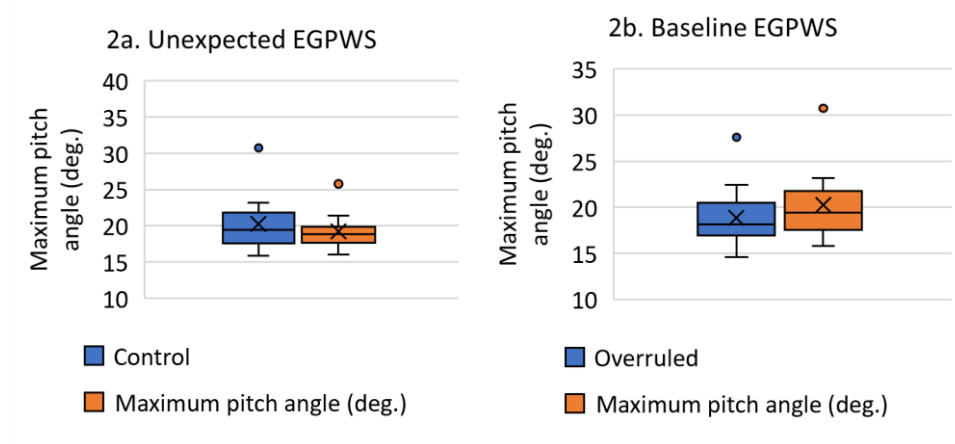 2a. Unexpected EGPWS
Maximum pitch
angle (deg.)
40
35
30
25
20
15
10
Control
Maximum pitch angle (deg.)
2b. Baseline EGPWS
Maximum pitch
angle (deg.)
35
30
25
20
15
10
Overruled
Maximum pitch angle (deg.)